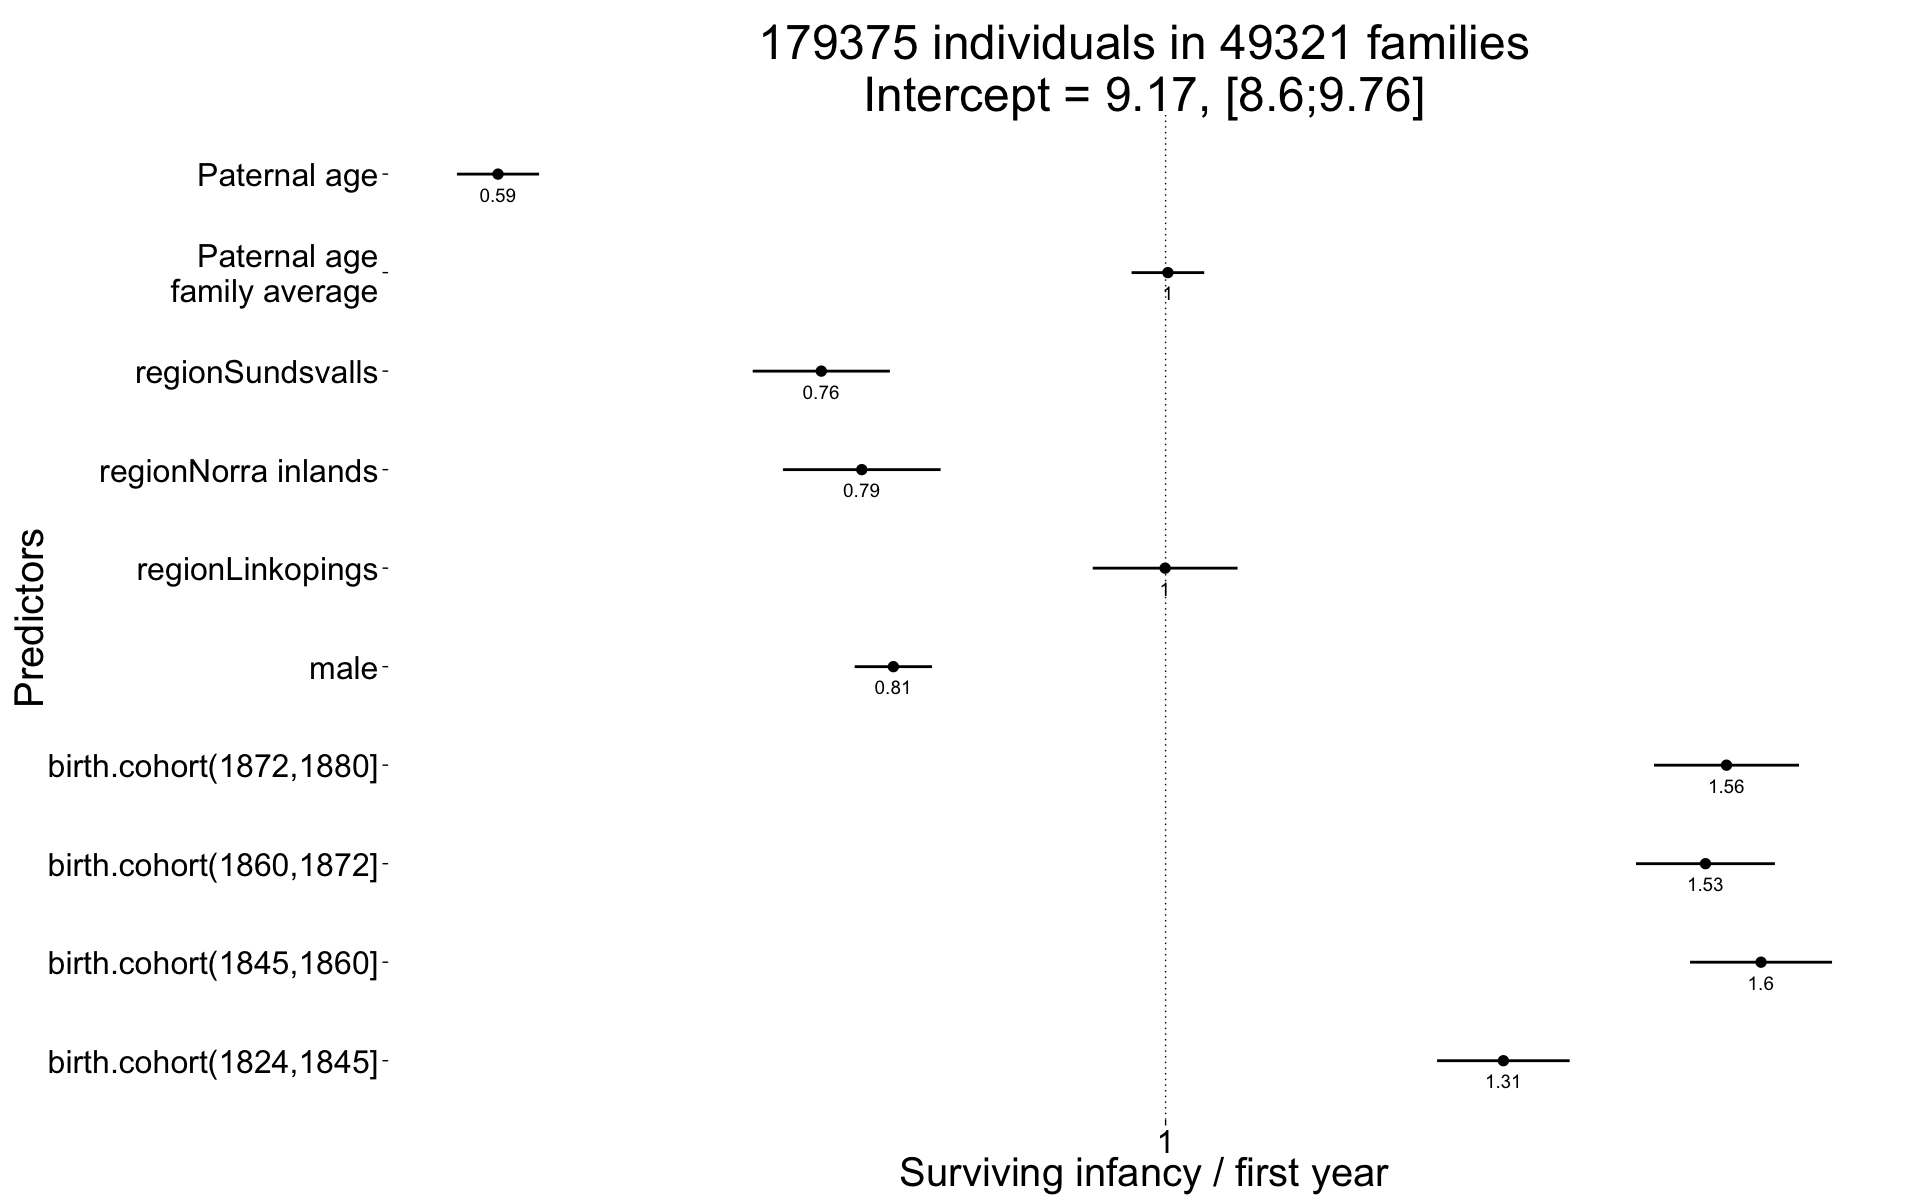 179375 individuals in 49321 families
Intercept = 9.17, [8.6;9.76]
Predictors
Paternal age
0.59
Paternal age
family average
1
regionSundsvalls
0.76
regionNorra inlands
0.79
regionLinkopings
1
male
0.81
birth.cohort(1872,1880]
1.56
birth.cohort(1860,1872]
1.53
birth.cohort(1845,1860]
1.6
birth.cohort(1824,1845]
1.31
1
Surviving infancy / first year